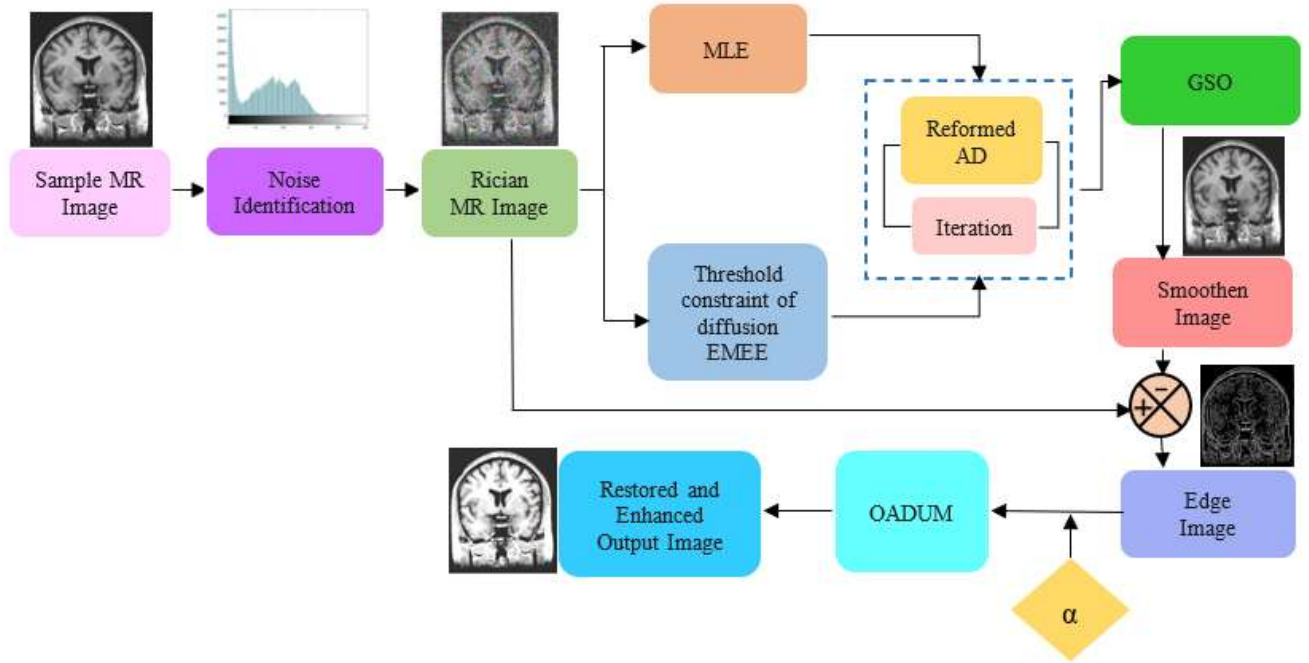 Sample MR
Image
Noise
Identification
Rician
MR Image
MLE
Threshold
constraint of
diffusion
EMEE
Reformed
AD
Iteration
GSO
Smoothen
Image
+
−
Edge
Image
α
OADUM
Restored and
Enhanced
Output Image